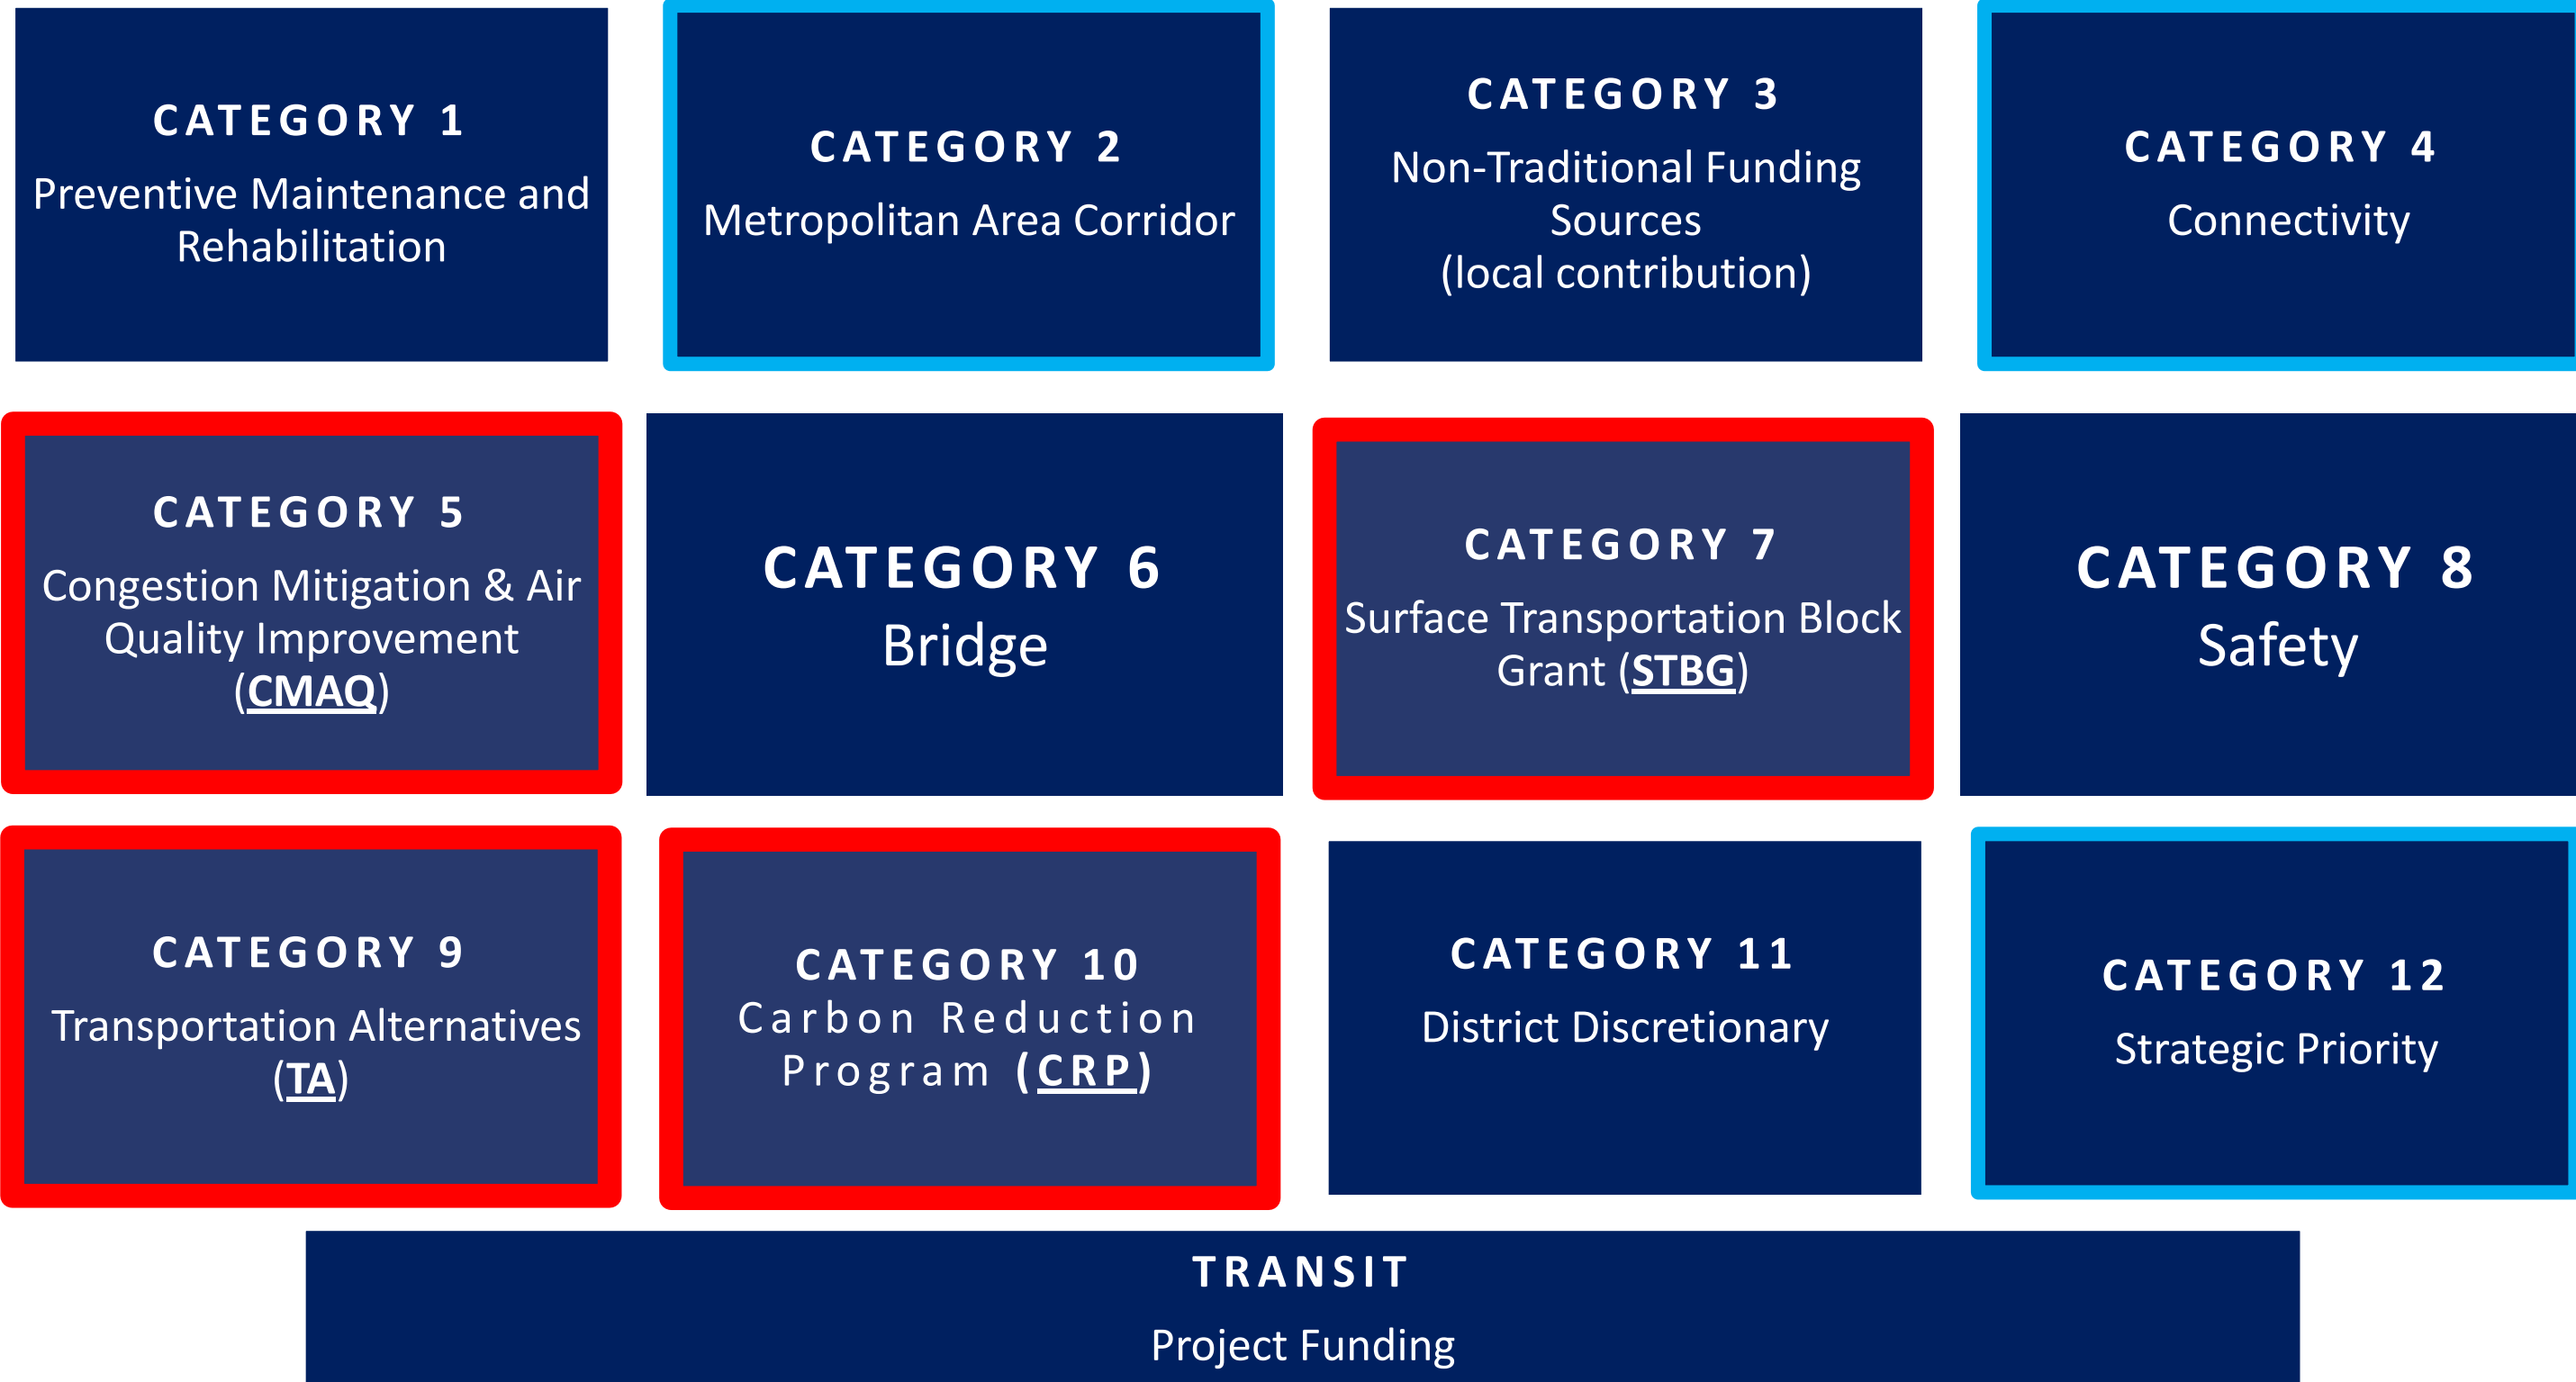 CATEGORY 1
Preventive Maintenance and
Rehabilitation
CATEGORY 2
Metropolitan Area Corridor
CATEGORY 3
Non-Traditional Funding
Sources
(local contribution)
CATEGORY 4
Connectivity
CATEGORY 5
Congestion Mitigation & Air
Quality Improvement
(CMAQ)
CATEGORY 6
Bridge
CATEGORY 7
Surface Transportation Block
Grant (STBG)
CATEGORY 8
Safety
CATEGORY 9
Transportation Alternatives
(TA)
CATEGORY 10
Carbon Reduction
Program (CRP)
CATEGORY 11
District Discretionary
CATEGORY 12
Strategic Priority
TRANSIT
Project Funding